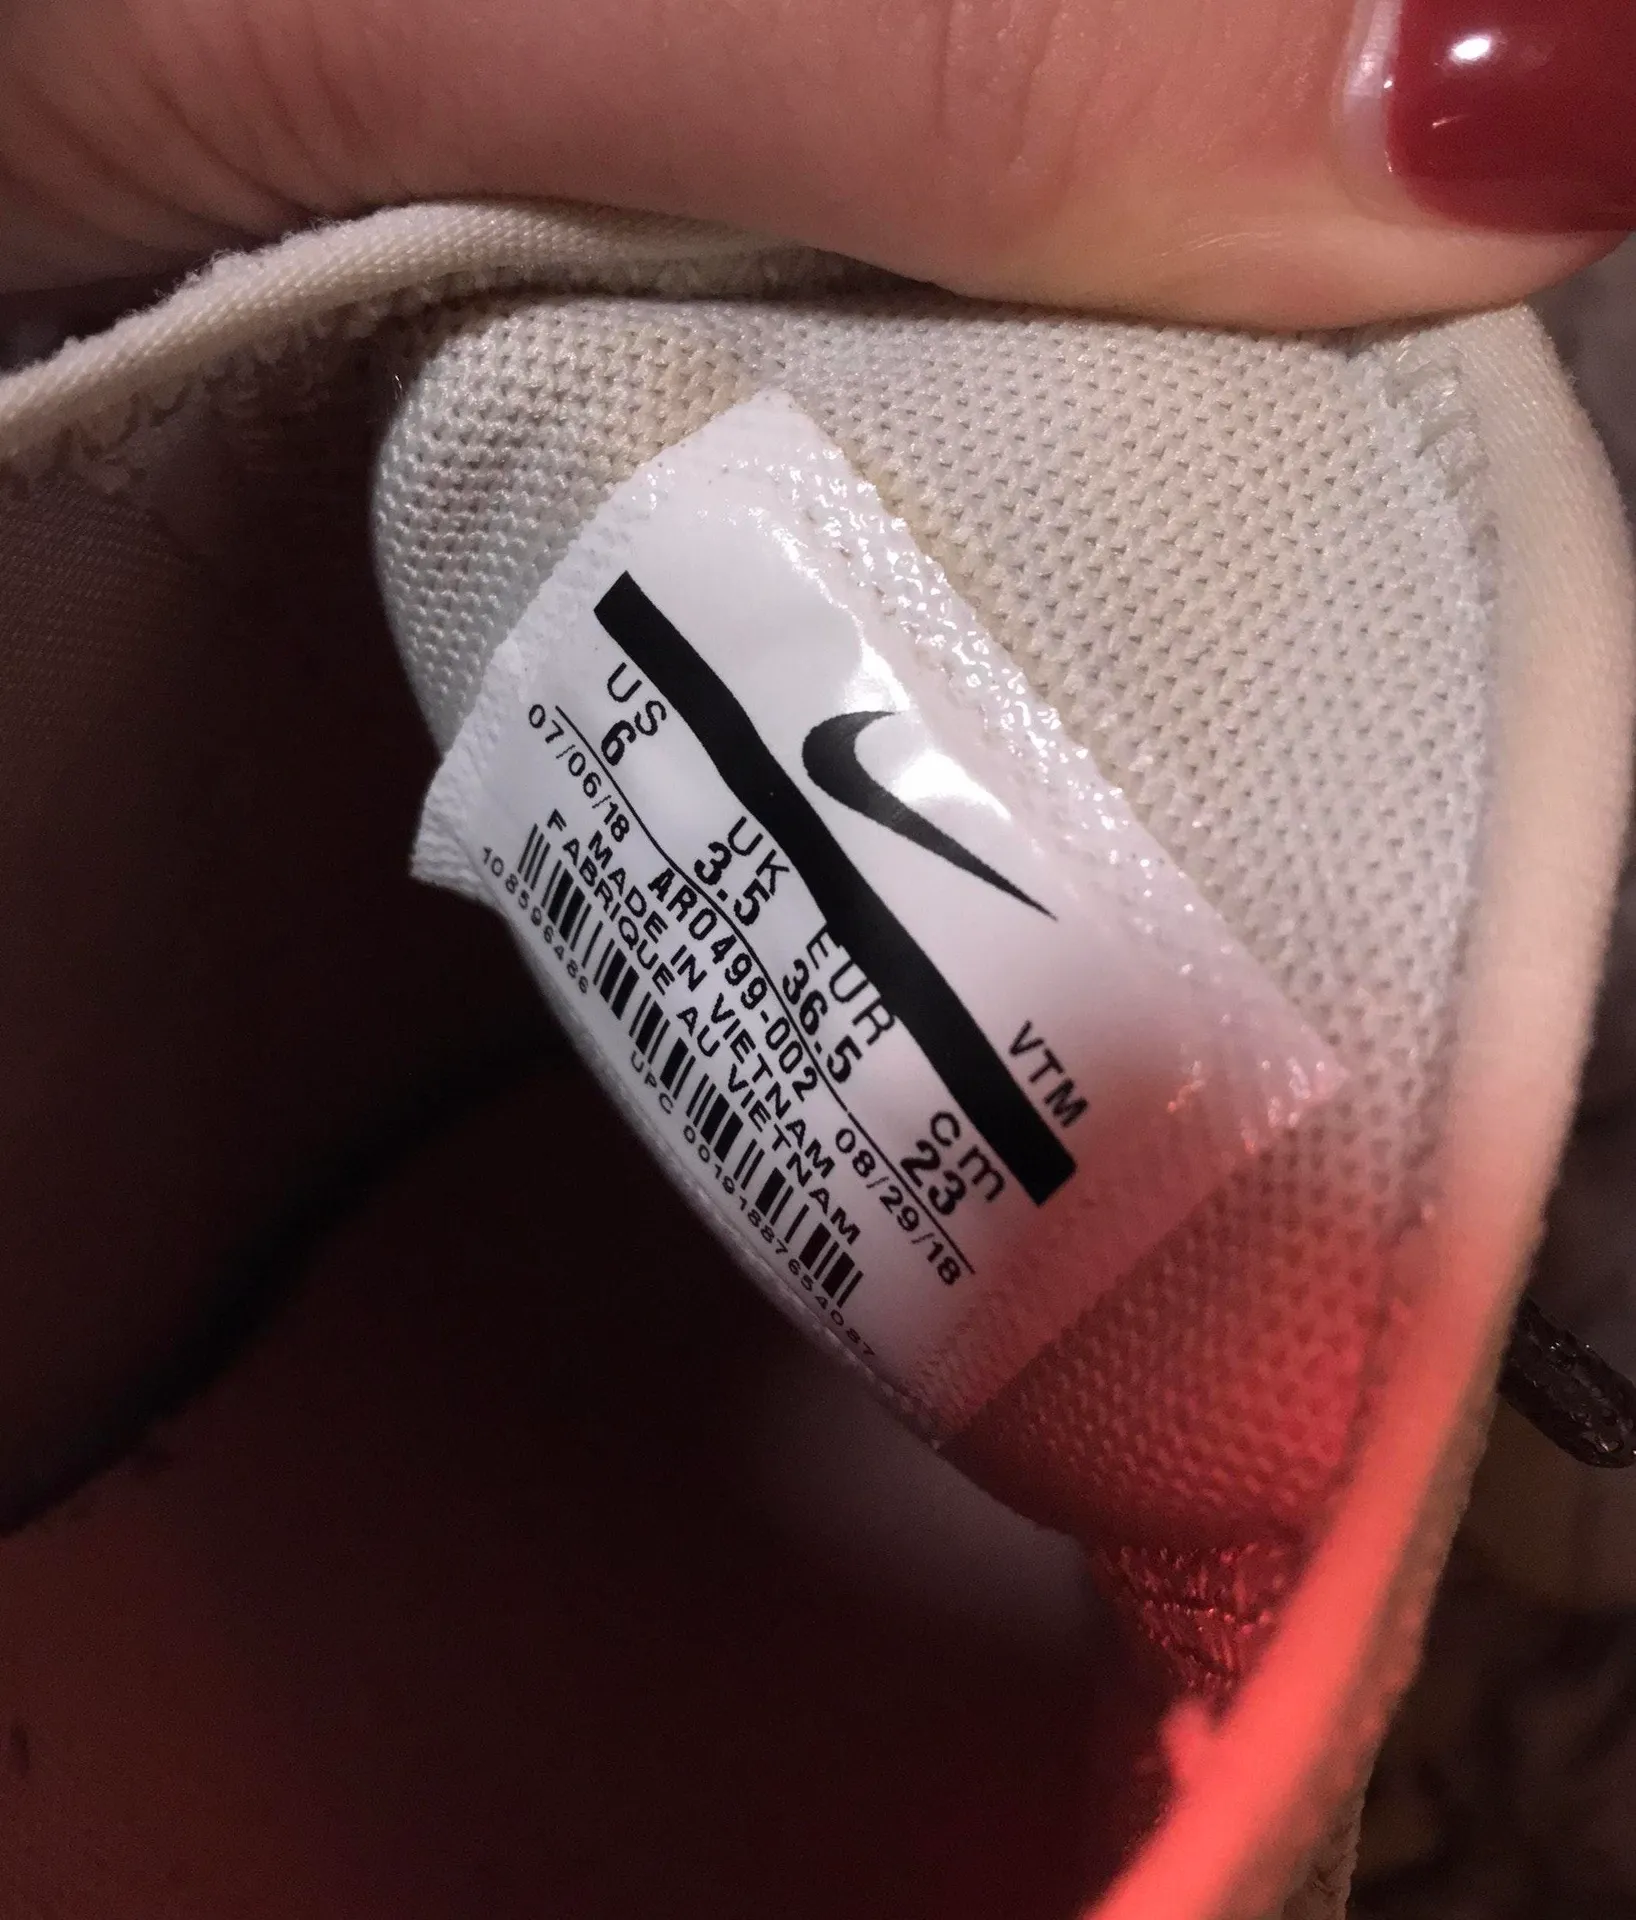 VTM
US UK EUR cm
6 3.5 36.5 23
07/06/18 AR0499-002 08/29/18
MADE IN VIETNAM
FABRIQUE AU VIETNAM
108596486 UPC 00191887654087